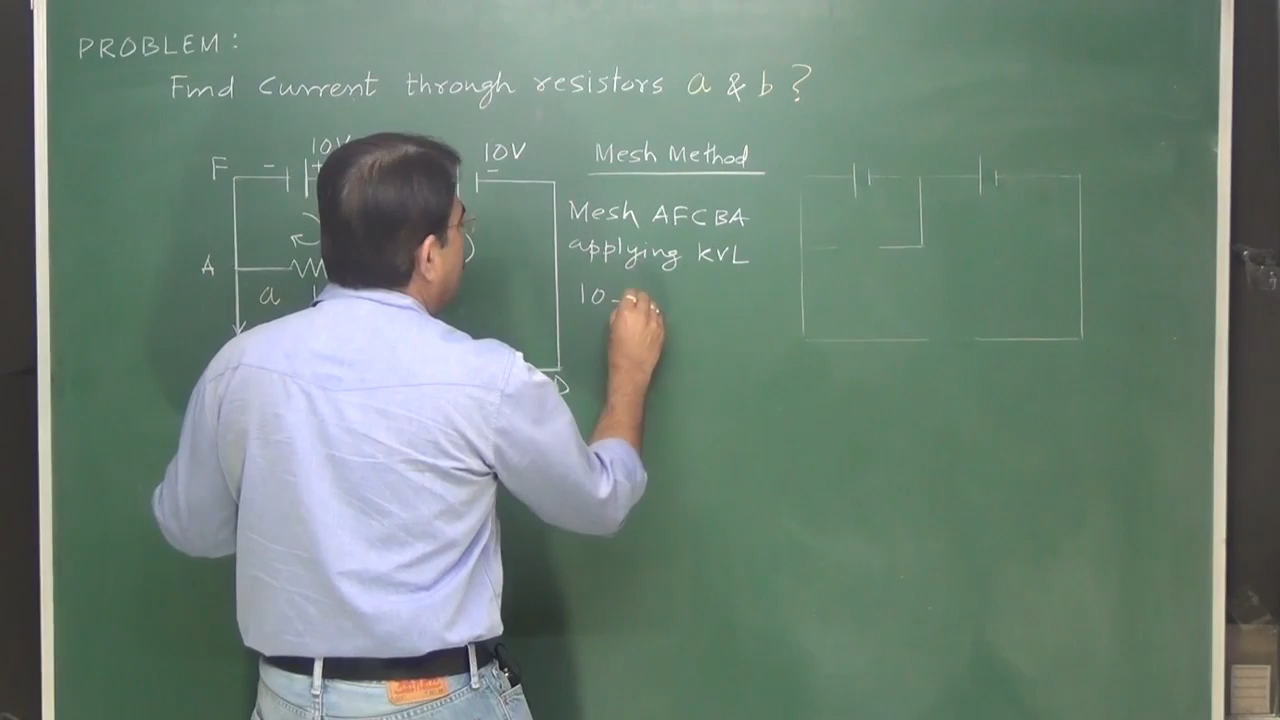 PROBLEM:
Find current through resistors a & b ?
F - 10V + 10V -
A
a
D
Mesh Method
Mesh AFCBA
applying KVL
10 -